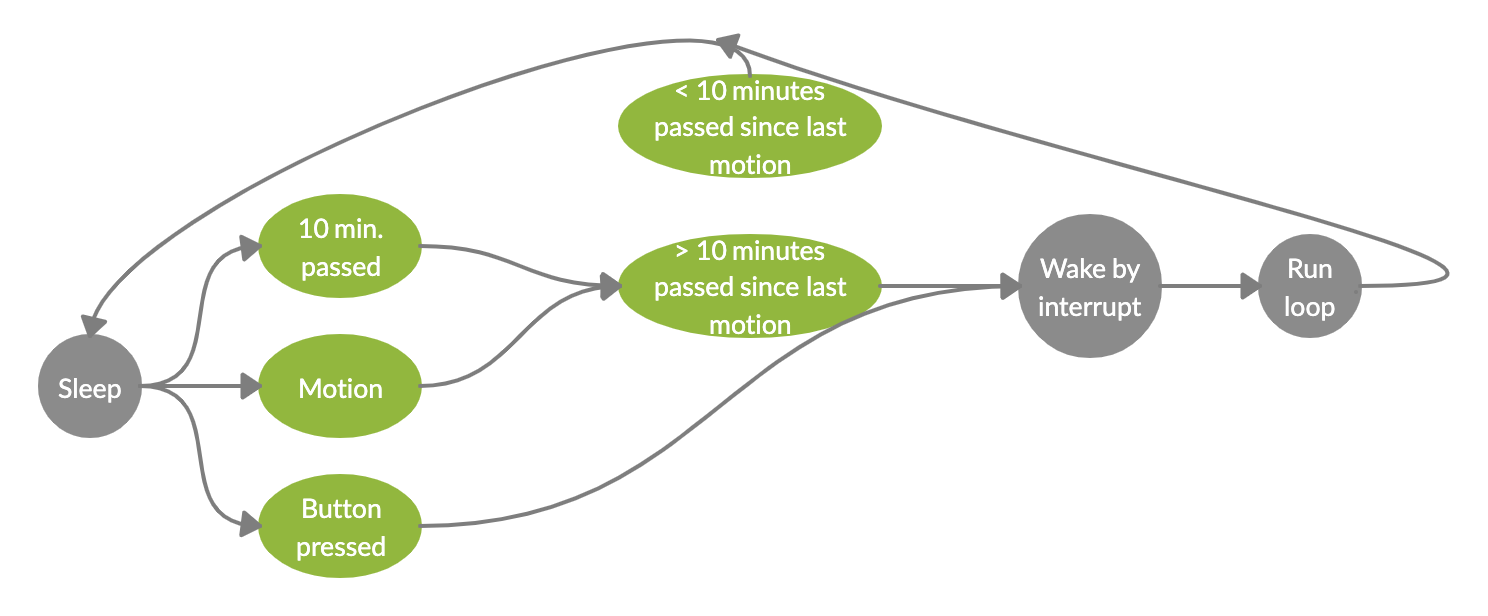 < 10 minutes
passed since last
motion
10 min.
passed
> 10 minutes
passed since last
motion
Wake by
interrupt
Run
loop
Sleep
Motion
Button
pressed